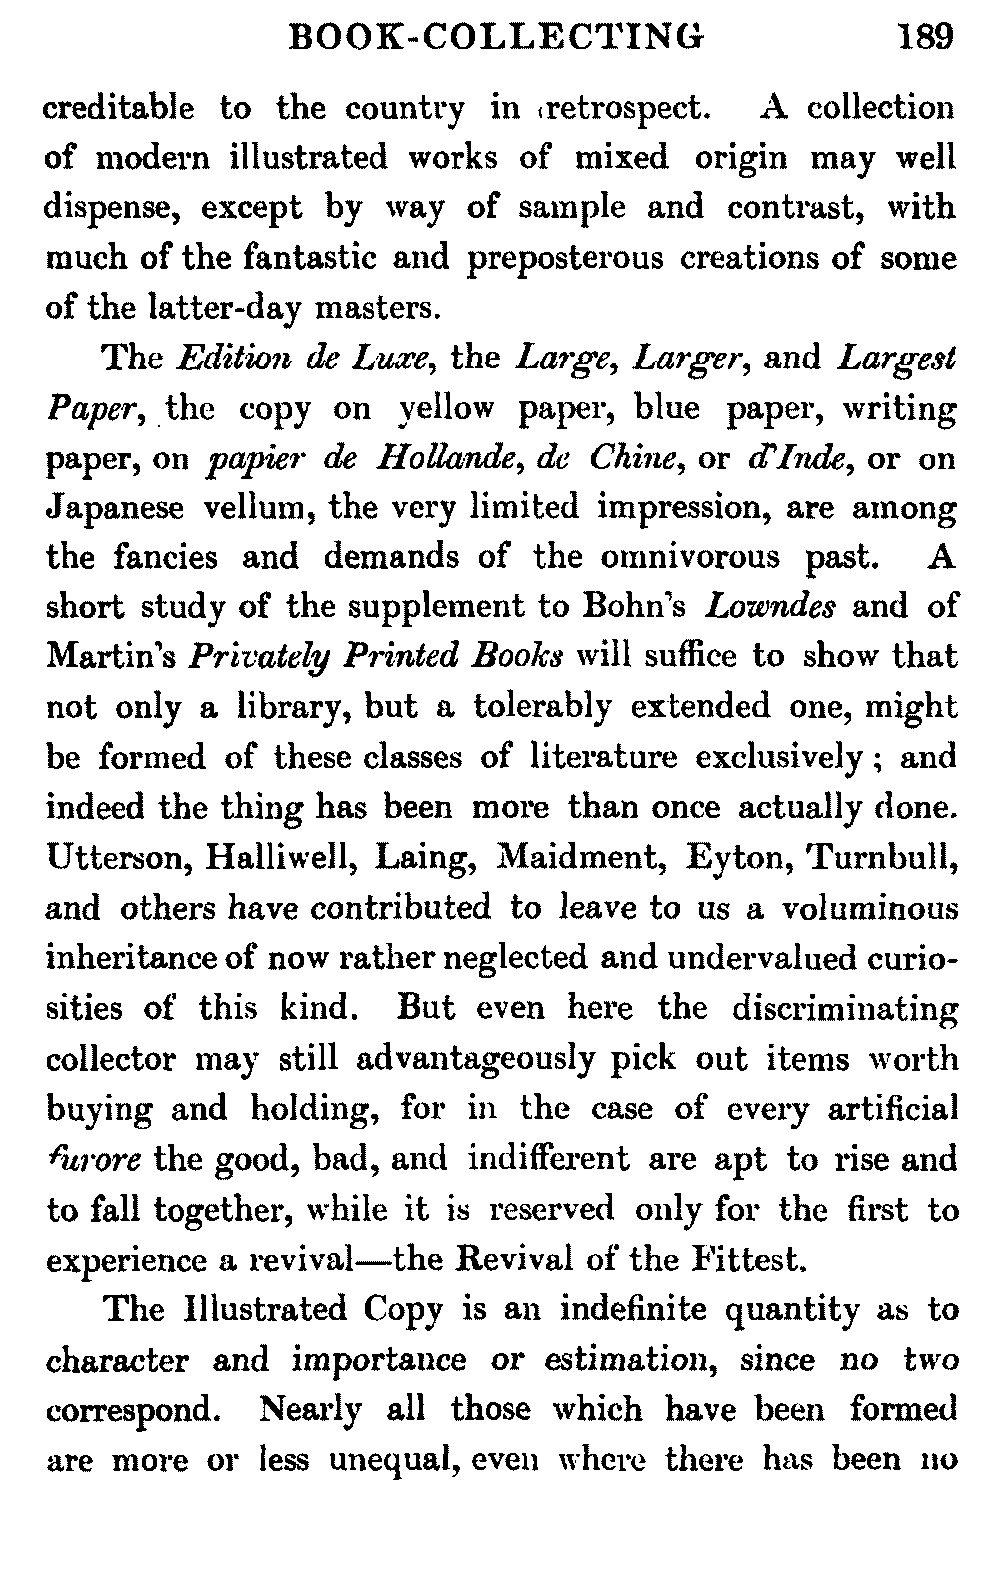 BOOK-COLLECTING 189
creditable to the country in retrospect. A collection
of modern illustrated works of mixed origin may well
dispense, except by way of sample and contrast, with
much of the fantastic and preposterous creations of some
of the latter-day masters.
The Edition de Luxe, the Large, Larger, and Largest
Paper, the copy on yellow paper, blue paper, writing
paper, on papier de Hollande, de Chine, or d'Inde, or on
Japanese vellum, the very limited impression, are among
the fancies and demands of the omnivorous past. A
short study of the supplement to Bohn's Lowndes and of
Martin's Privately Printed Books will suffice to show that
not only a library, but a tolerably extended one, might
be formed of these classes of literature exclusively ; and
indeed the thing has been more than once actually done.
Utterson, Halliwell, Laing, Maidment, Eyton, Turnbull,
and others have contributed to leave to us a voluminous
inheritance of now rather neglected and undervalued curio-
sities of this kind. But even here the discriminating
collector may still advantageously pick out items worth
buying and holding, for in the case of every artificial
furore the good, bad, and indifferent are apt to rise and
to fall together, while it is reserved only for the first to
experience a revival—the Revival of the Fittest.
The Illustrated Copy is an indefinite quantity as to
character and importance or estimation, since no two
correspond. Nearly all those which have been formed
are more or less unequal, even where there has been no